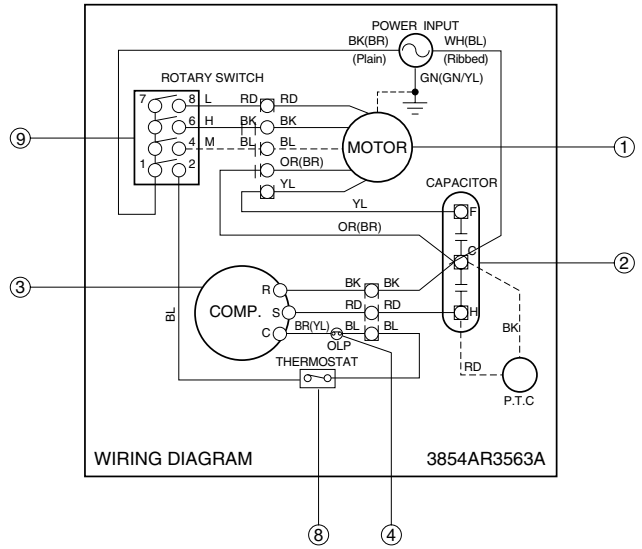 POWER INPUT
BK(BR) WH(BL)
(Plain) (Ribbed)
GN(GN/YL)
ROTARY SWITCH
7 8 L RD RD
6 H BK BK
4 M BL BL
1 2 OR(BR)
YL
MOTOR
9
1
CAPACITOR
YL F
OR(BR)
C
2
3
R BK BK
COMP. S RD RD H
C BR(YL) BL BL
OLP
BL
BK
THERMOSTAT
RD
P.T.C
WIRING DIAGRAM 3854AR3563A
8 4